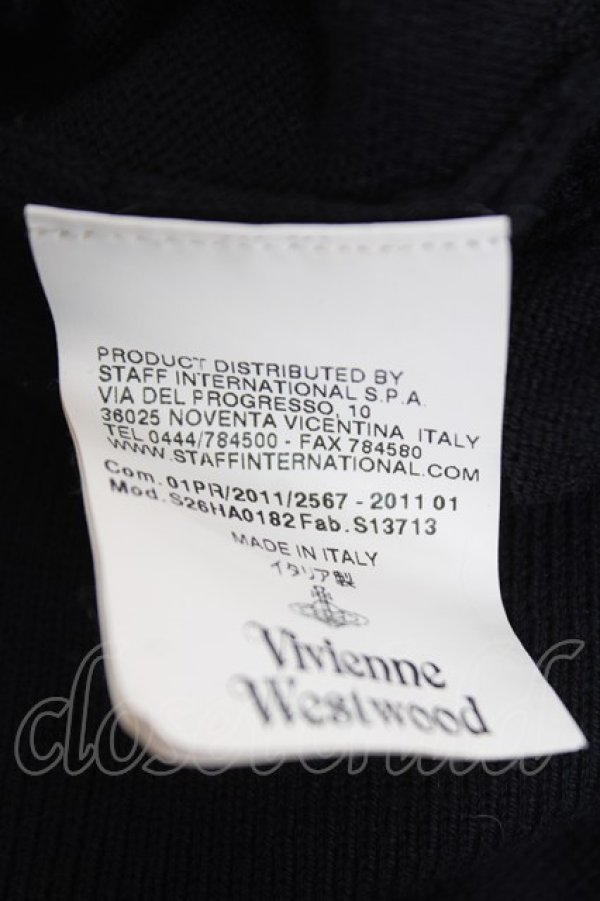 PRODUCT DISTRIBUTED BY
STAFF INTERNATIONAL S.P.A.
VIA DEL PROGRESSO, 10
36025 NOVENTA VICENTINA ITALY
TEL 0444/784500 - FAX 784580
WWW.STAFFINTERNATIONAL.COM
Com. 01PR/2011/2567 - 2011 01
Mod. S26HA0182 Fab. S13713
MADE IN ITALY
イタリア製
Vivienne
Westwood
closetchild